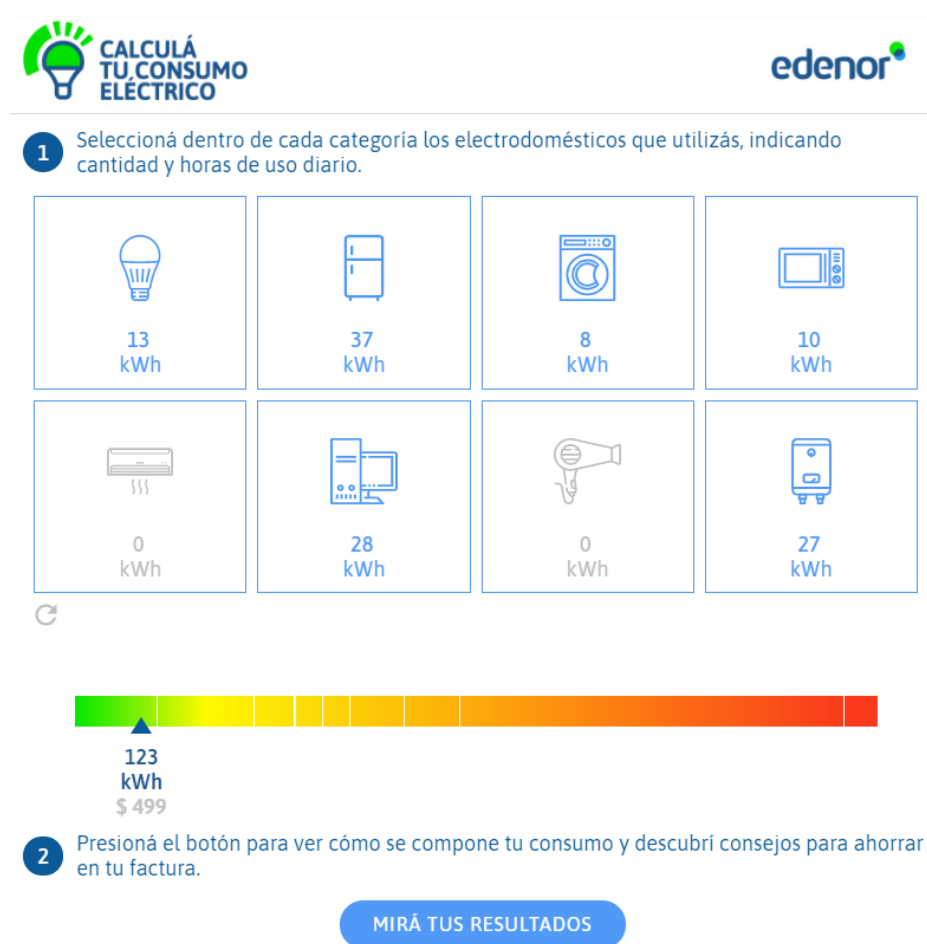 CALCULÁ
TU CONSUMO
ELÉCTRICO
edenor
1
Seleccioná dentro de cada categoría los electrodomésticos que utilizás, indicando
cantidad y horas de uso diario.
13
kWh
37
kWh
8
kWh
10
kWh
0
kWh
28
kWh
0
kWh
27
kWh
123
kWh
$ 499
2
Presioná el botón para ver cómo se compone tu consumo y descubrí consejos para ahorrar
en tu factura.
MIRÁ TUS RESULTADOS